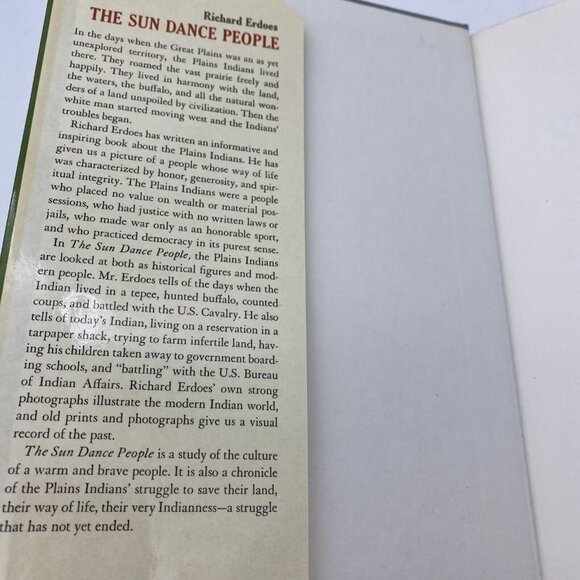 Richard Erdoes
THE SUN DANCE PEOPLE
In the days when the Great Plains was an as yet
unexplored territory, the Plains Indians lived
there. They roamed the vast prairie freely and
happily. They lived in harmony with the land,
the waters, the buffalo, and all the natural won-
ders of a land unspoiled by civilization. Then the
white man started moving west and the Indians'
troubles began.
Richard Erdoes has written an informative and
inspiring book about the Plains Indians. He has
given us a picture of a people whose way of life
was characterized by honor, generosity, and spir-
itual integrity. The Plains Indians were a people
who placed no value on wealth or material pos-
sessions, who had justice with no written laws or
jails, who made war only as an honorable sport,
and who practiced democracy in its purest sense.
In The Sun Dance People, the Plains Indians
are looked at both as historical figures and mod-
ern people. Mr. Erdoes tells of the days when the
Indian lived in a tepee, hunted buffalo, counted
coups, and battled with the U.S. Cavalry. He also
tells of today's Indian, living on a reservation in a
tarpaper shack, trying to farm infertile land, hav-
ing his children taken away to government board-
ing schools, and "battling" with the U.S. Bureau
of Indian Affairs. Richard Erdoes' own strong
photographs illustrate the modern Indian world,
and old prints and photographs give us a visual
record of the past.
The Sun Dance People is a study of the culture
of a warm and brave people. It is also a chronicle
of the Plains Indians' struggle to save their land,
their way of life, their very Indianness—a struggle
that has not yet ended.